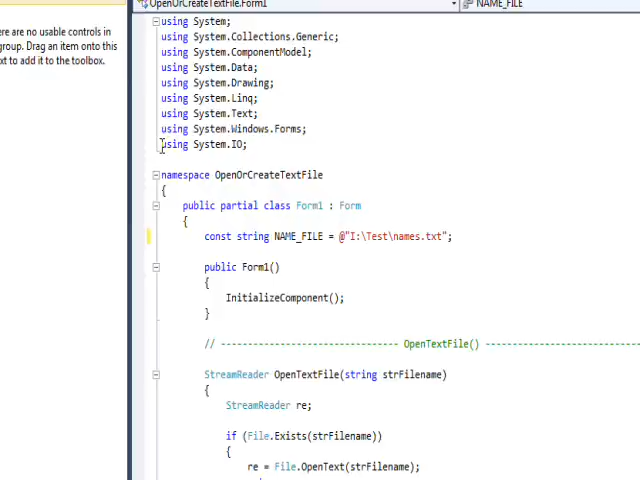 ere are no usable controls in
group. Drag an item onto this
xt to add it to the toolbox.
OpenOrCreateTextFile.Form1
NAME_FILE
using System;
using System.Collections.Generic;
using System.ComponentModel;
using System.Data;
using System.Drawing;
using System.Linq;
using System.Text;
using System.Windows.Forms;
using System.IO;
namespace OpenOrCreateTextFile
{
public partial class Form1 : Form
{
const string NAME_FILE = @"I:\Test\names.txt";
public Form1()
{
InitializeComponent();
}
// --------------------------------- OpenTextFile() -----------------------------
StreamReader OpenTextFile(string strFilename)
{
StreamReader re;
if (File.Exists(strFilename))
{
re = File.OpenText(strFilename);